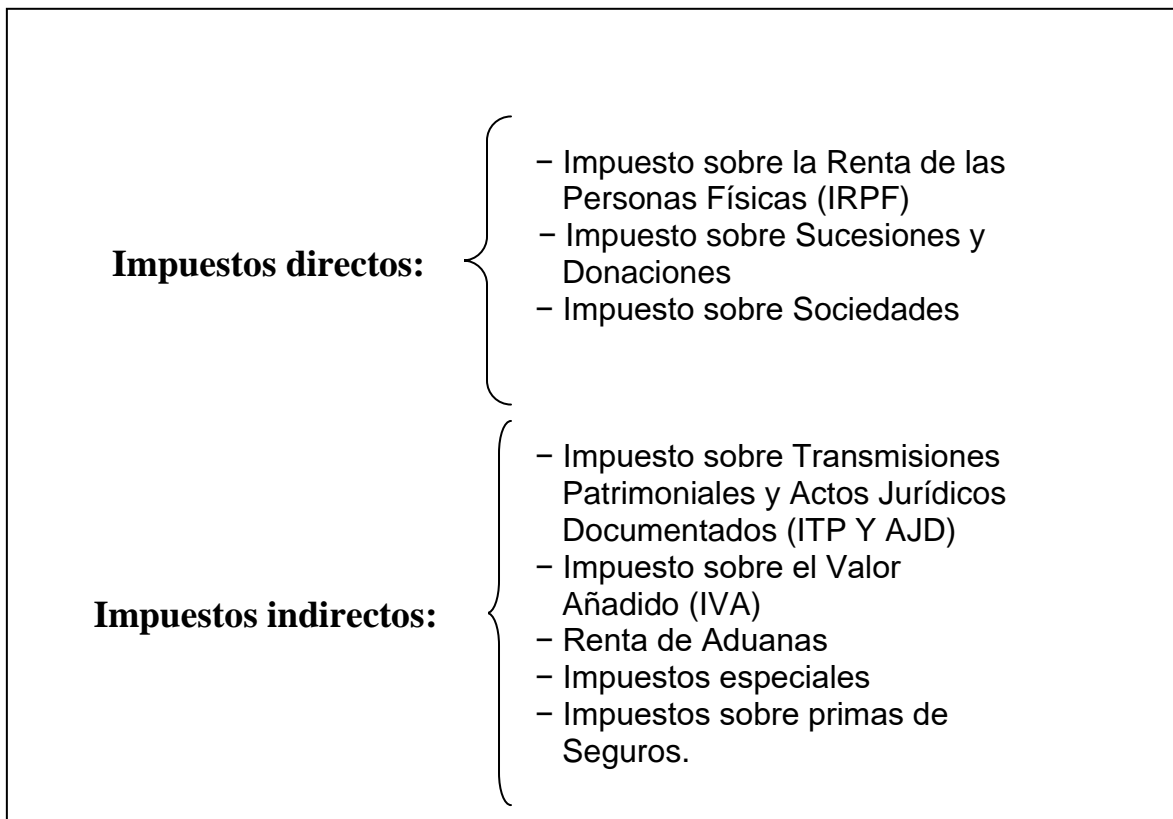 − Impuesto sobre la Renta de las
Personas Físicas (IRPF)
− Impuesto sobre Sucesiones y
Donaciones
− Impuesto sobre Sociedades
Impuestos directos:
− Impuesto sobre Transmisiones
Patrimoniales y Actos Jurídicos
Documentados (ITP Y AJD)
− Impuesto sobre el Valor
Añadido (IVA)
− Renta de Aduanas
− Impuestos especiales
− Impuestos sobre primas de
Seguros.
Impuestos indirectos: